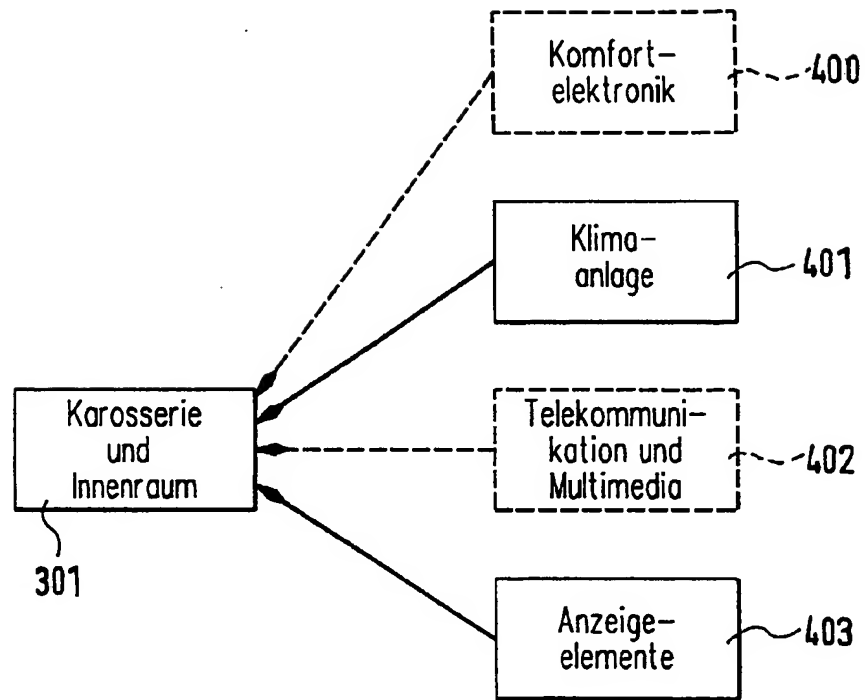 Komfort-
elektronik
400
Klima-
anlage
401
Karosserie
und
Innenraum
301
Telekommuni-
kation und
Multimedia
402
Anzeige-
elemente
403